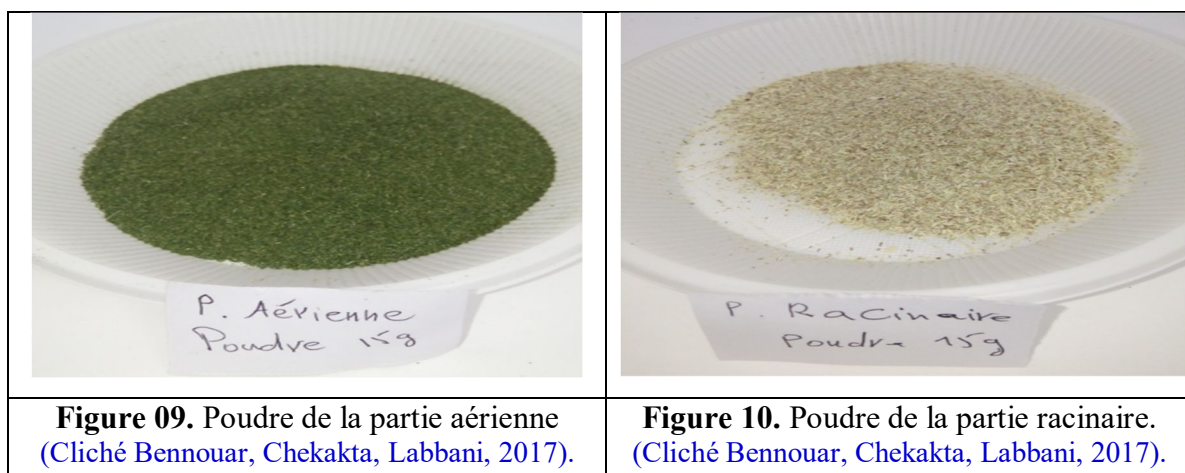 P. Aérienne
Poudre 15g
P. Racinaire
Poudre 15g
Figure 09. Poudre de la partie aérienne
(Cliché Bennouar, Chekakta, Labbani, 2017).
Figure 10. Poudre de la partie racinaire.
(Cliché Bennouar, Chekakta, Labbani, 2017).